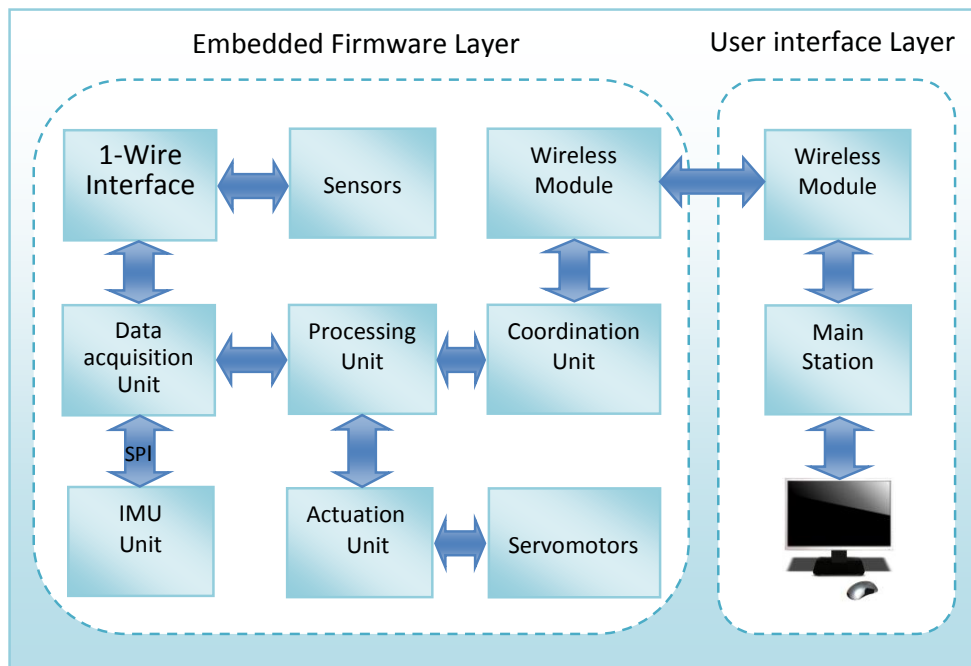 Embedded Firmware Layer
User interface Layer
1-Wire
Interface
Sensors
Wireless
Module
Wireless
Module
Data
acquisition
Unit
Processing
Unit
Coordination
Unit
Main
Station
SPI
IMU
Unit
Actuation
Unit
Servomotors